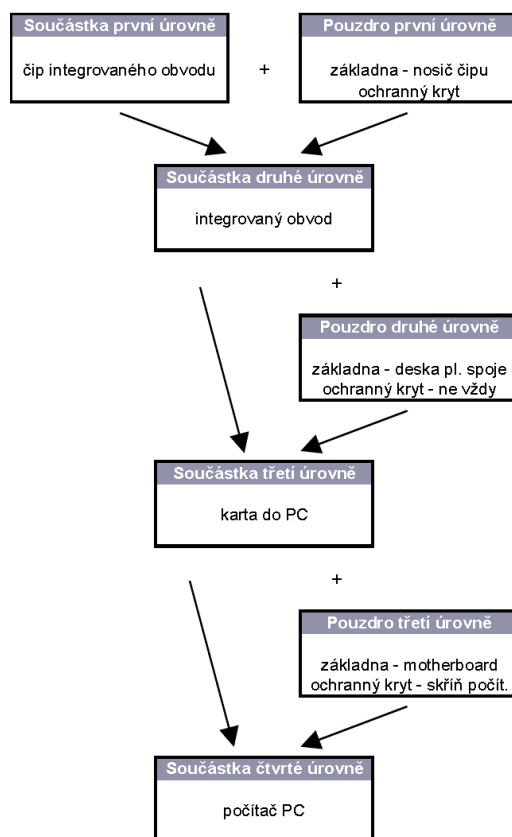 Součástka první úrovně
čip integrovaného obvodu
+
Pouzdro první úrovně
základna - nosič čipu
ochranný kryt
Součástka druhé úrovně
integrovaný obvod
+
Pouzdro druhé úrovně
základna - deska pl. spoje
ochranný kryt - ne vždy
Součástka třetí úrovně
karta do PC
+
Pouzdro třetí úrovně
základna - motherboard
ochranný kryt - skříň počít.
Součástka čtvrté úrovně
počítač PC